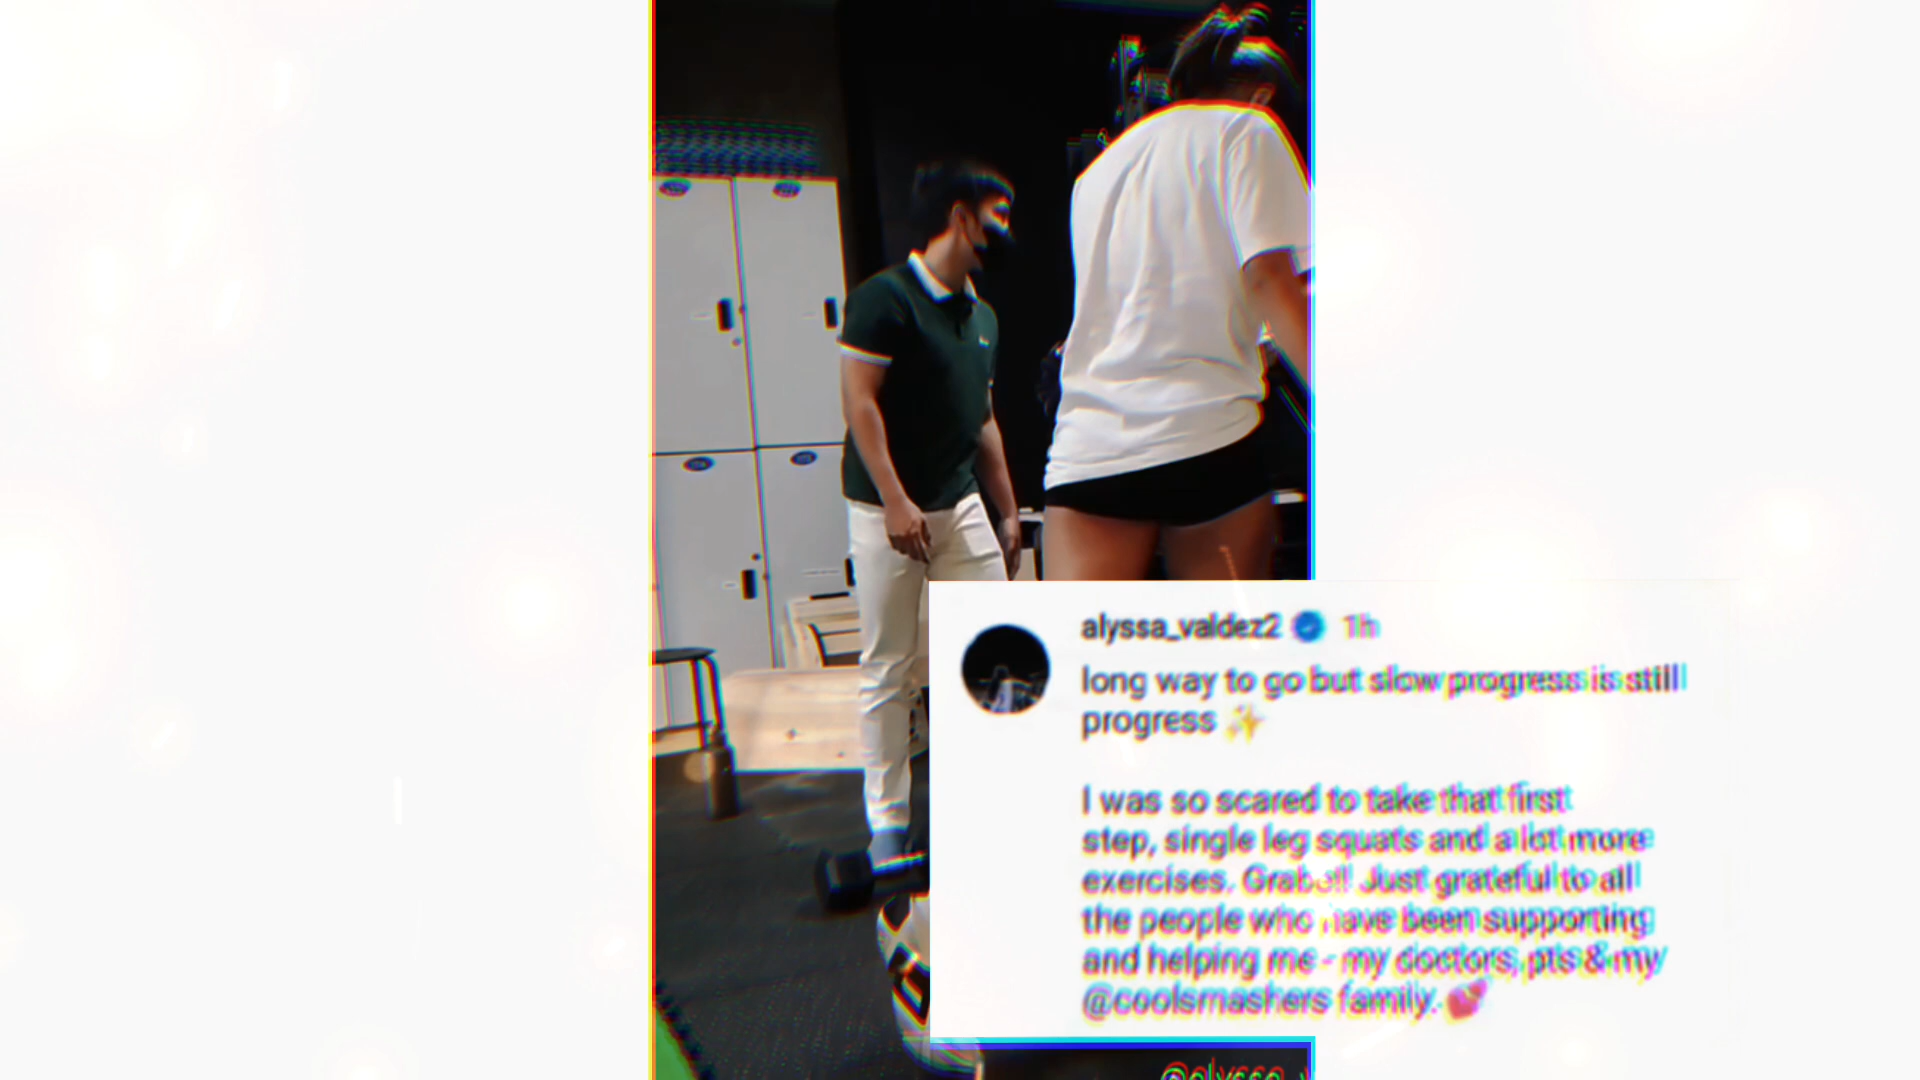 alyssa_valdez2 1h
long way to go but slow progress is still
progress ✨
I was so scared to take that first
step, single leg squats and a lot more
exercises. Grabe!! Just grateful to all
the people who have been supporting
and helping me - my doctors, pts & my
@coolsmashers family. 💕